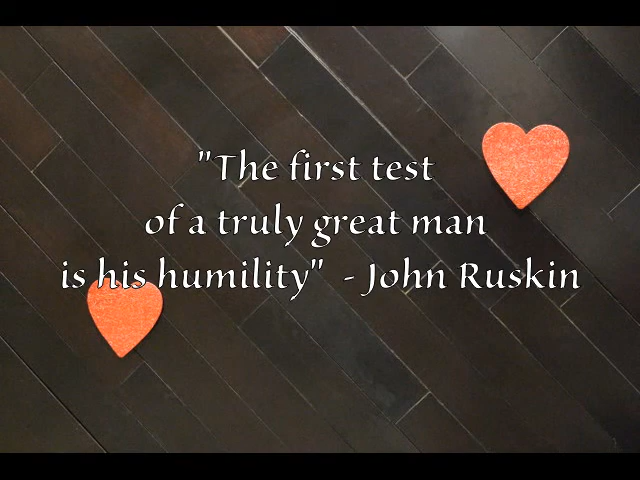 "The first test
of a truly great man
is his humility" - John Ruskin